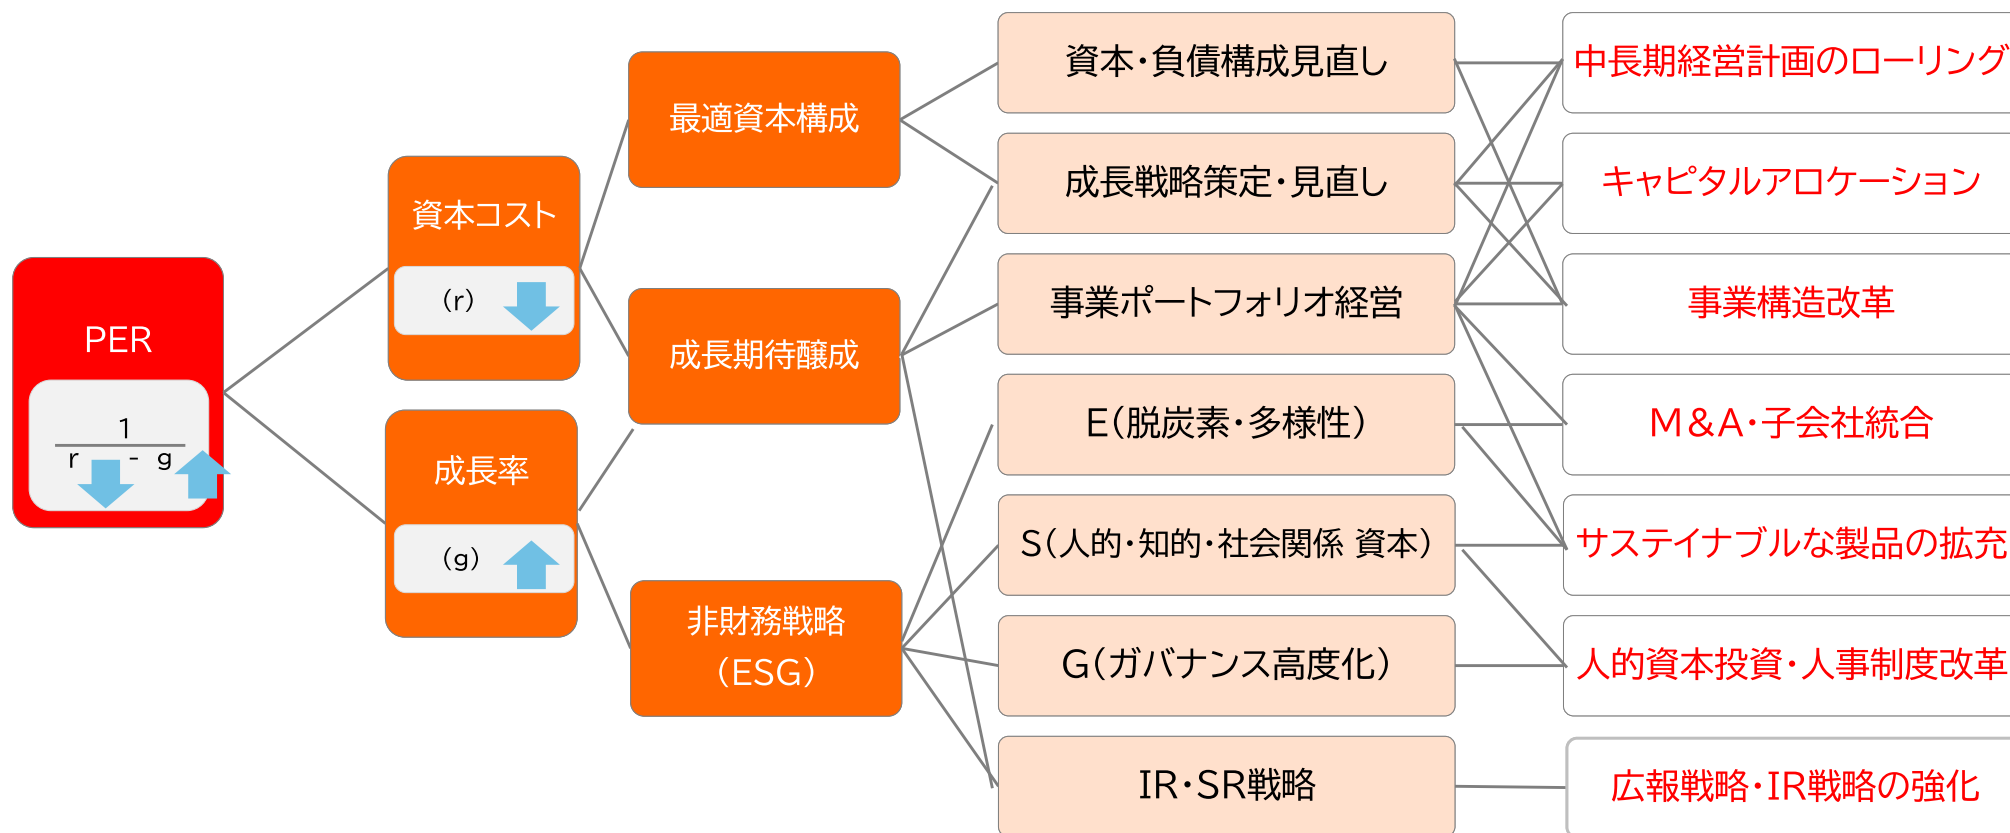 PER
1
r - g
資本コスト
（r）
成長率
（g）
最適資本構成
成長期待醸成
非財務戦略
（ESG）
資本・負債構成見直し
成長戦略策定・見直し
事業ポートフォリオ経営
E（脱炭素・多様性）
S（人的・知的・社会関係 資本）
G（ガバナンス高度化）
IR・SR戦略
中長期経営計画のローリング
キャピタルアロケーション
事業構造改革
M＆A・子会社統合
サステイナブルな製品の拡充
人的資本投資・人事制度改革
広報戦略・IR戦略の強化